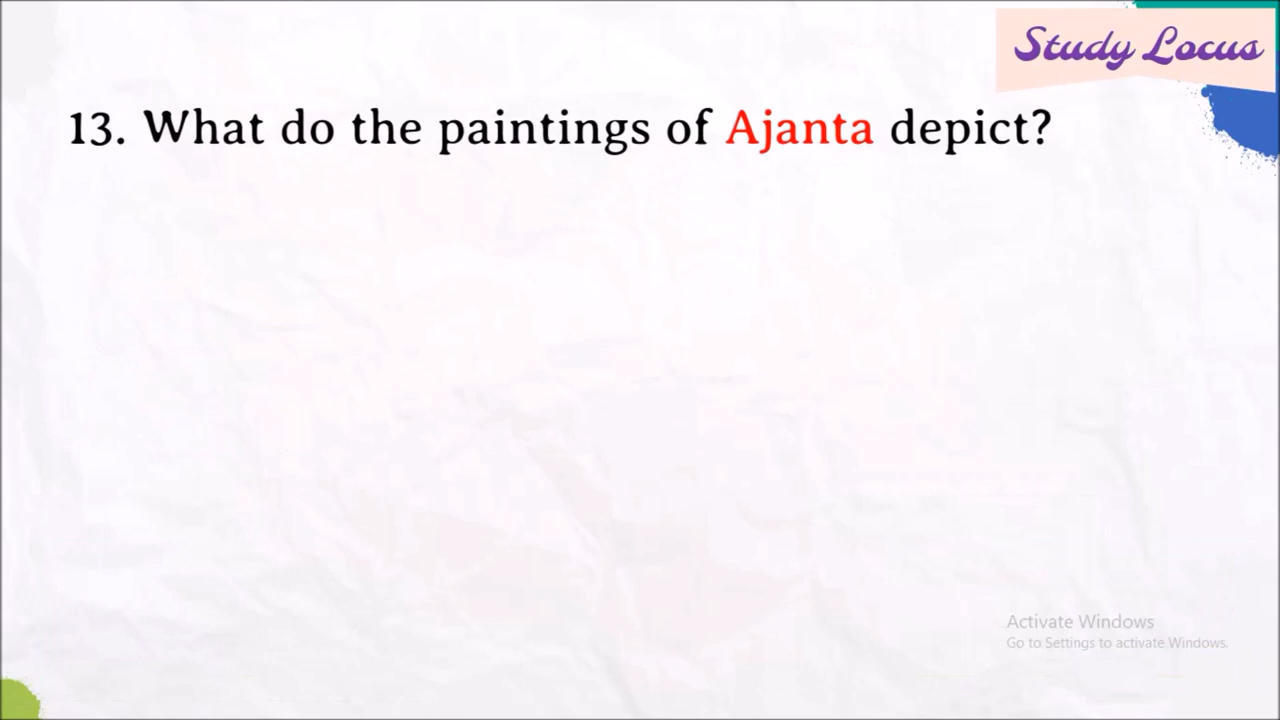 Study Locus
13. What do the paintings of Ajanta depict?
Activate Windows
Go to Settings to activate Windows.